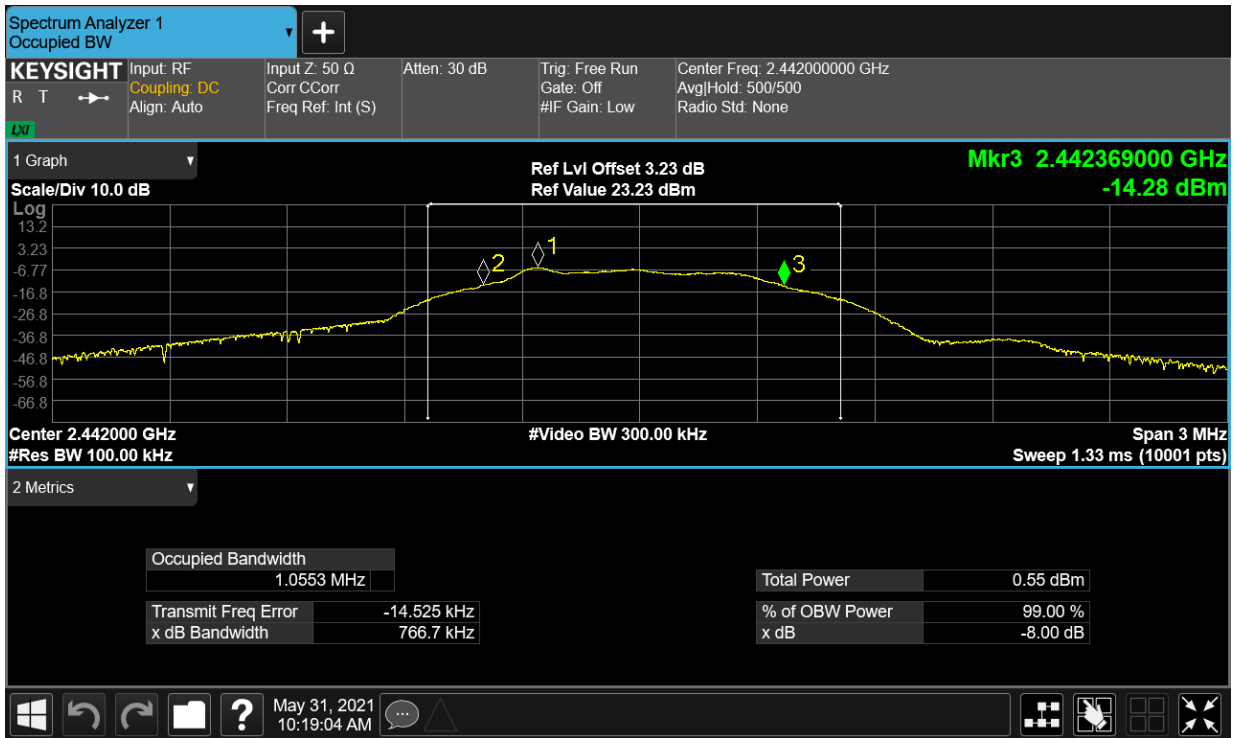 Spectrum Analyzer 1
Occupied BW
▼
+
KEYSIGHT
R T
LXI
Input: RF
Coupling: DC
Align: Auto
Input Z: 50 Ω
Corr CCorr
Freq Ref: Int (S)
Atten: 30 dB
Trig: Free Run
Gate: Off
#IF Gain: Low
Center Freq: 2.442000000 GHz
Avg|Hold: 500/500
Radio Std: None
1 Graph
Scale/Div 10.0 dB
Ref Lvl Offset 3.23 dB
Ref Value 23.23 dBm
Mkr3 2.442369000 GHz
-14.28 dBm
Log
13.2
3.23
-6.77
-16.8
-26.8
-36.8
-46.8
-56.8
-66.8
2
1
3
Center 2.442000 GHz
#Video BW 300.00 kHz
Span 3 MHz
#Res BW 100.00 kHz
Sweep 1.33 ms (10001 pts)
2 Metrics
Occupied Bandwidth
1.0553 MHz
Total Power 0.55 dBm
Transmit Freq Error -14.525 kHz
% of OBW Power 99.00 %
x dB Bandwidth 766.7 kHz
x dB -8.00 dB
?
May 31, 2021
10:19:04 AM